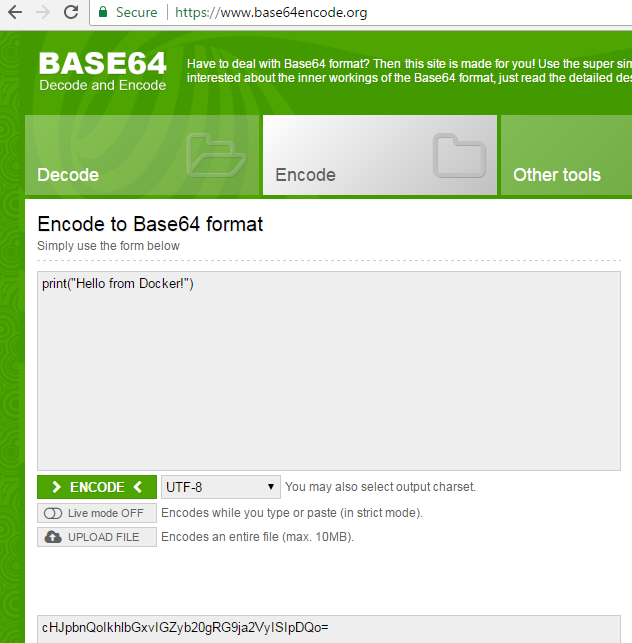 Secure | https://www.base64encode.org
BASE64
Decode and Encode
Have to deal with Base64 format? Then this site is made for you! Use the super sim
interested about the inner workings of the Base64 format, just read the detailed des
Decode
Encode
Other tools
Encode to Base64 format
Simply use the form below
print("Hello from Docker!")
ENCODE
UTF-8
You may also select output charset.
Live mode OFF
Encodes while you type or paste (in strict mode).
UPLOAD FILE
Encodes an entire file (max. 10MB).
cHJpbnQoIkhlbGxvIGZyb20gRG9ja2VyISIpDQo=